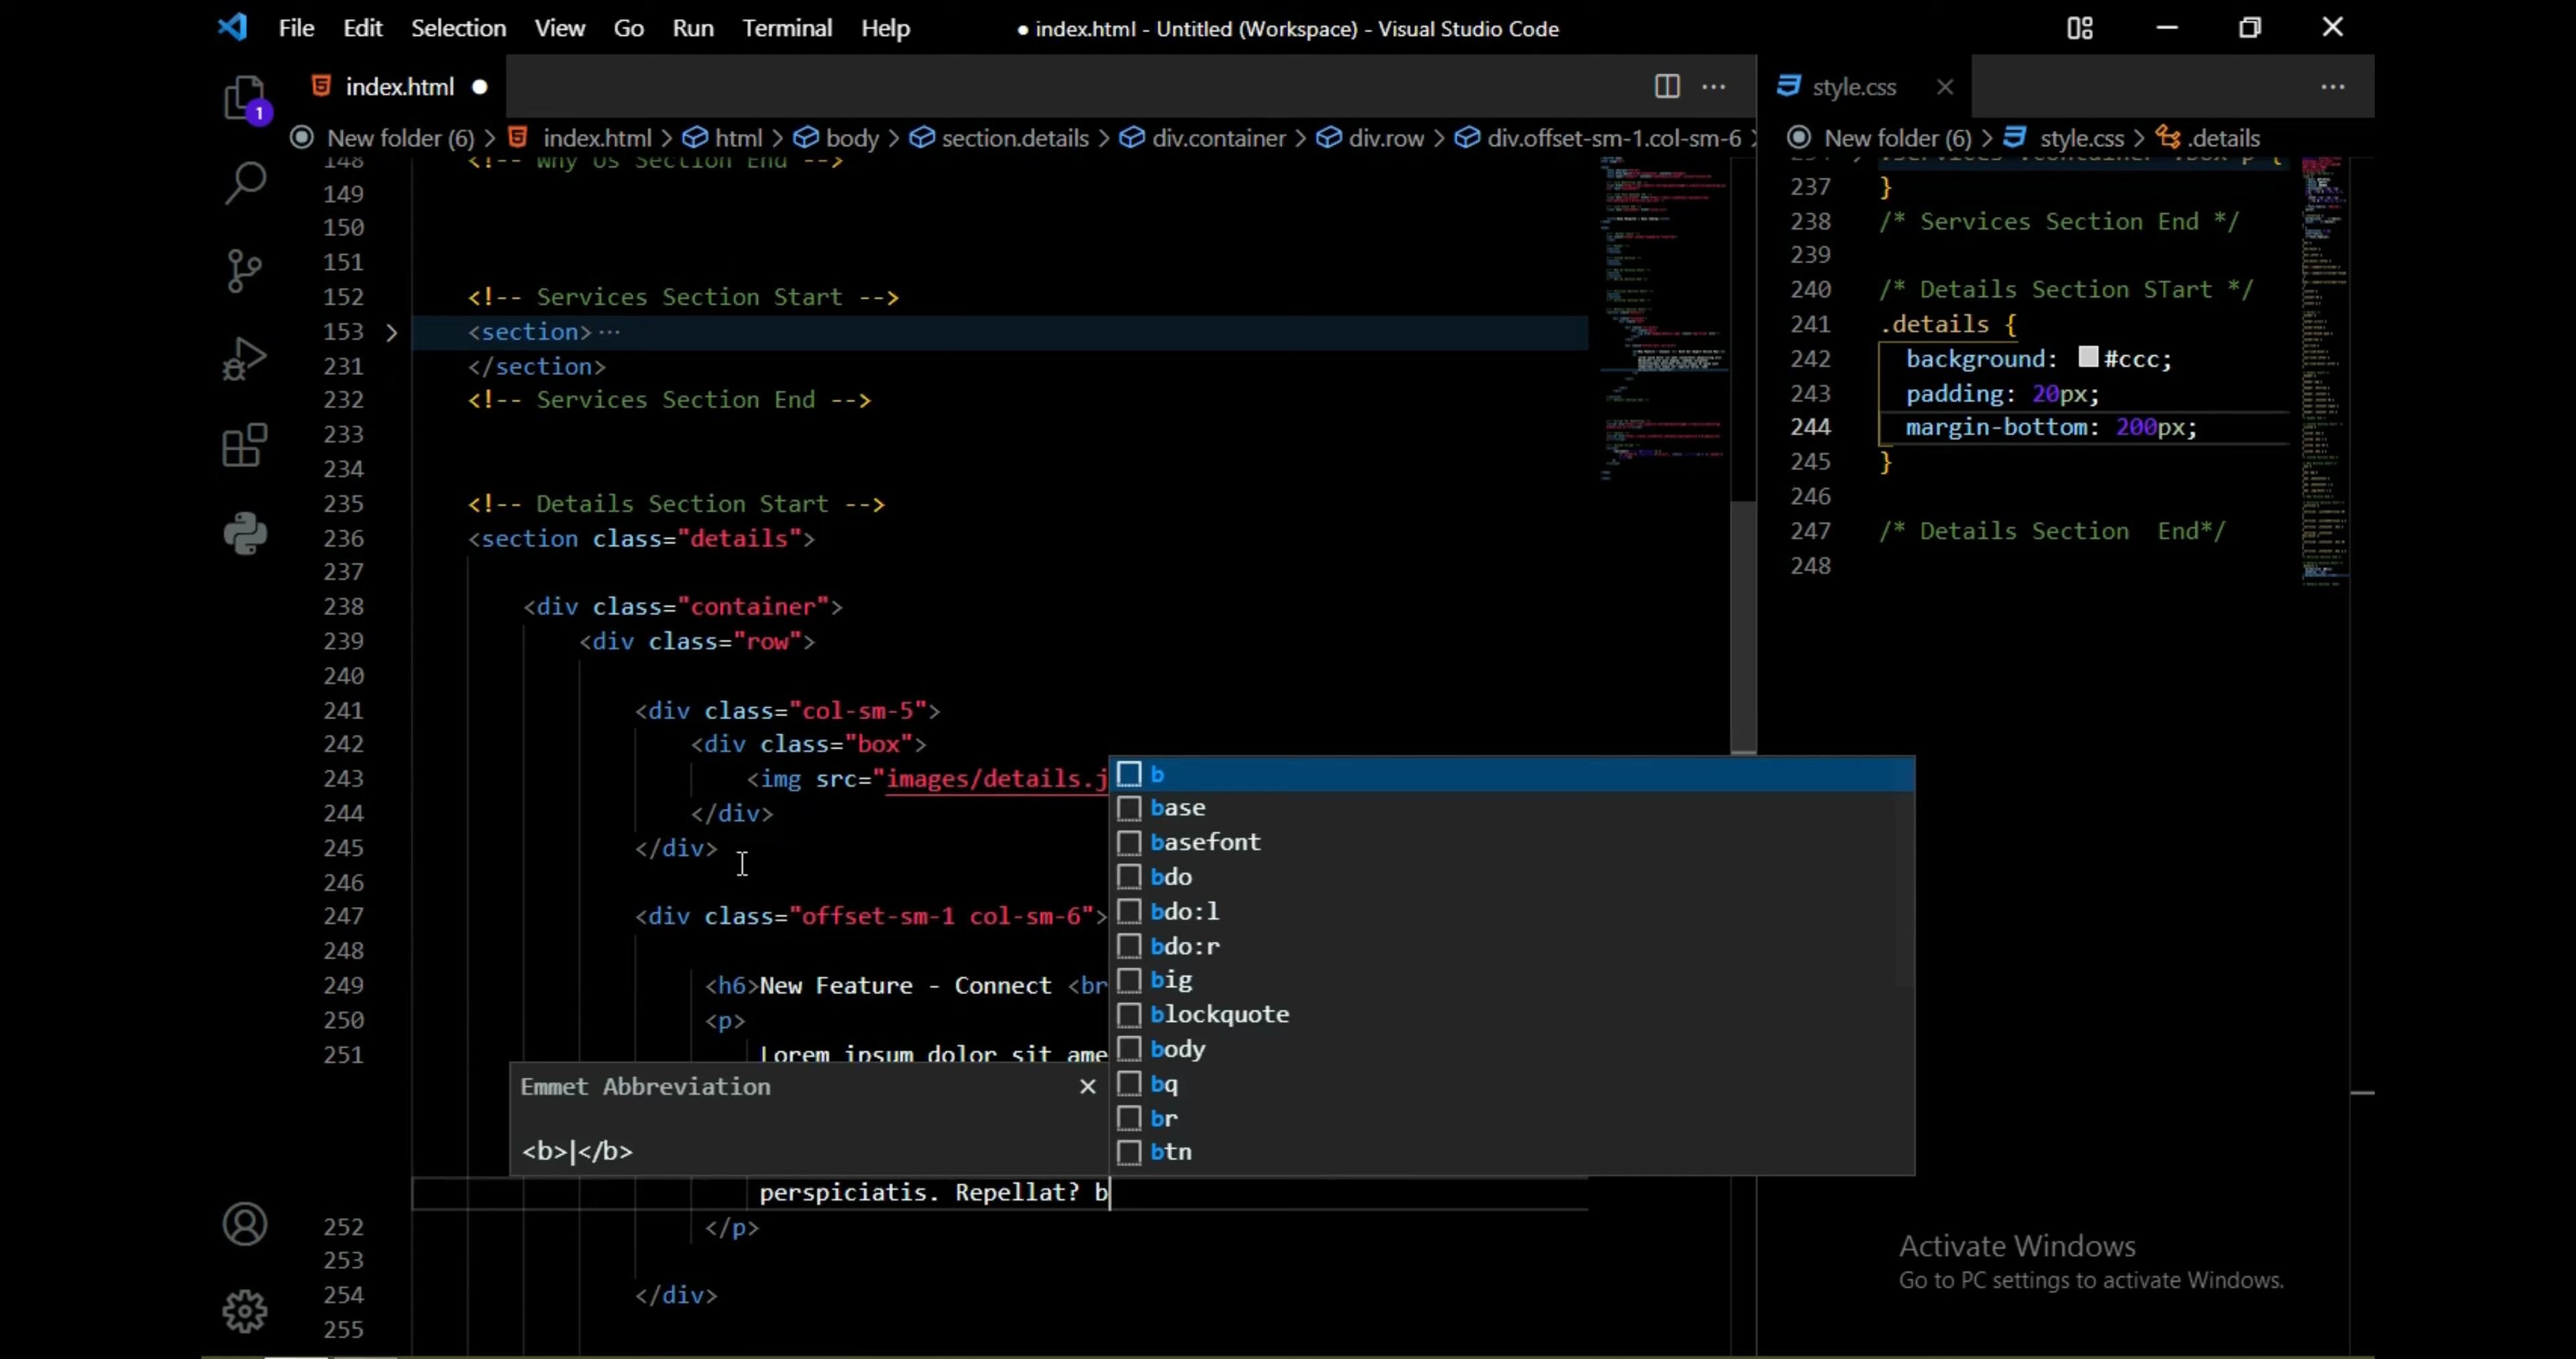 File Edit Selection View Go Run Terminal Help
● index.html - Untitled (Workspace) - Visual Studio Code
index.html ●
New folder (6) > index.html > html > body > section.details > div.container > div.row > div.offset-sm-1.col-sm-6 >
148 <!-- Why Us Section End -->
149
150
151
152 <!-- Services Section Start -->
153 <section>···
231 </section>
232 <!-- Services Section End -->
233
234
235 <!-- Details Section Start -->
236 <section class="details">
237
238 <div class="container">
239 <div class="row">
240
241 <div class="col-sm-5">
242 <div class="box">
243 <img src="images/details.j
244 </div>
245 </div>
246
247 <div class="offset-sm-1 col-sm-6">
248
249 <h6>New Feature - Connect <br
250 <p>
251 Lorem ipsum dolor sit ame
perspiciatis. Repellat? b
252 </p>
253
254 </div>
255
Emmet Abbreviation
<b>|</b>
b
base
basefont
bdo
bdo:l
bdo:r
big
blockquote
body
bq
br
btn
style.css
New folder (6) > style.css > .details
.services .container .box p {
237 }
238 /* Services Section End */
239
240 /* Details Section STart */
241 .details {
242 background: #ccc;
243 padding: 20px;
244 margin-bottom: 200px;
245 }
246
247 /* Details Section  End*/
248
1
Activate Windows
Go to PC settings to activate Windows.